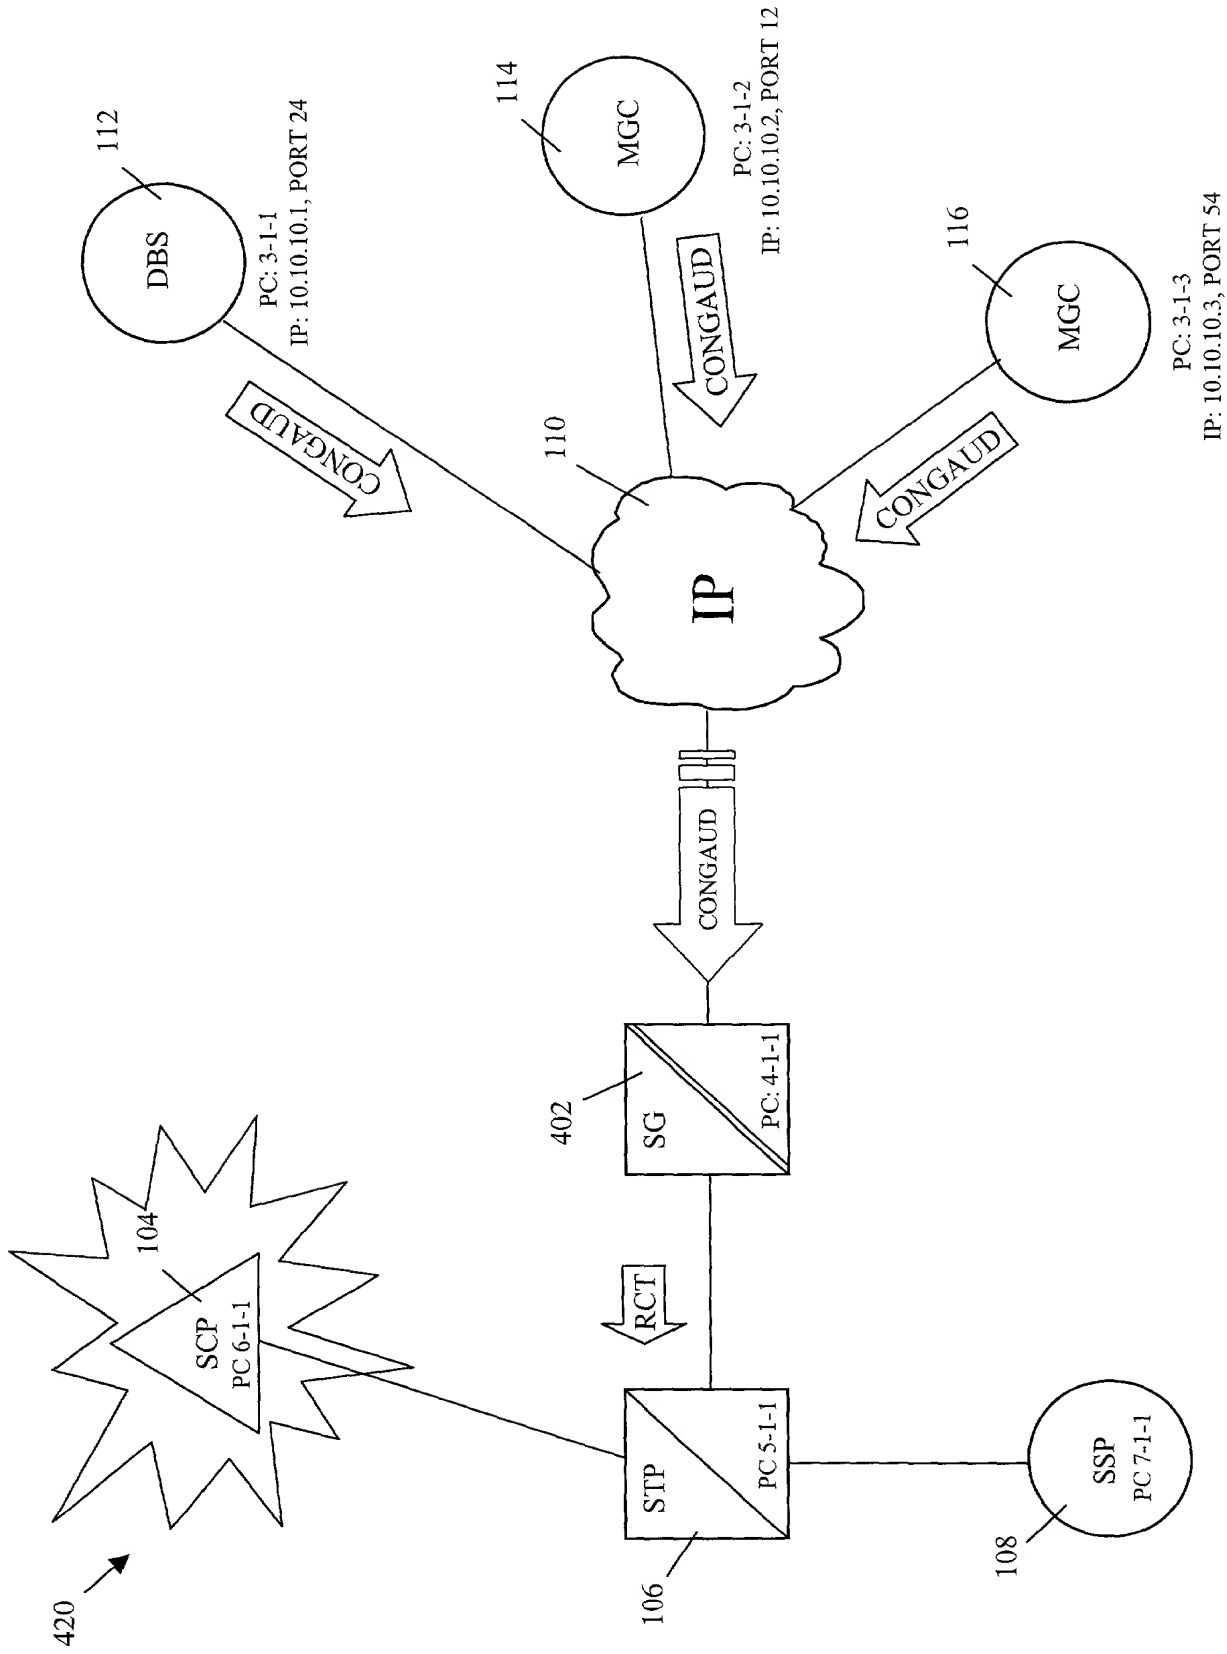 420
104
SCP
PC 6-1-1
CONGAUD
112
DBS
PC: 3-1-1
IP: 10.10.10.1, PORT 24
106
STP
PC 5-1-1
RCT
402
SG
PC: 4-1-1
CONGAUD
110
IP
CONGAUD
114
MGC
PC: 3-1-2
IP: 10.10.10.2, PORT 12
108
SSP
PC 7-1-1
CONGAUD
116
MGC
PC: 3-1-3
IP: 10.10.10.3, PORT 54